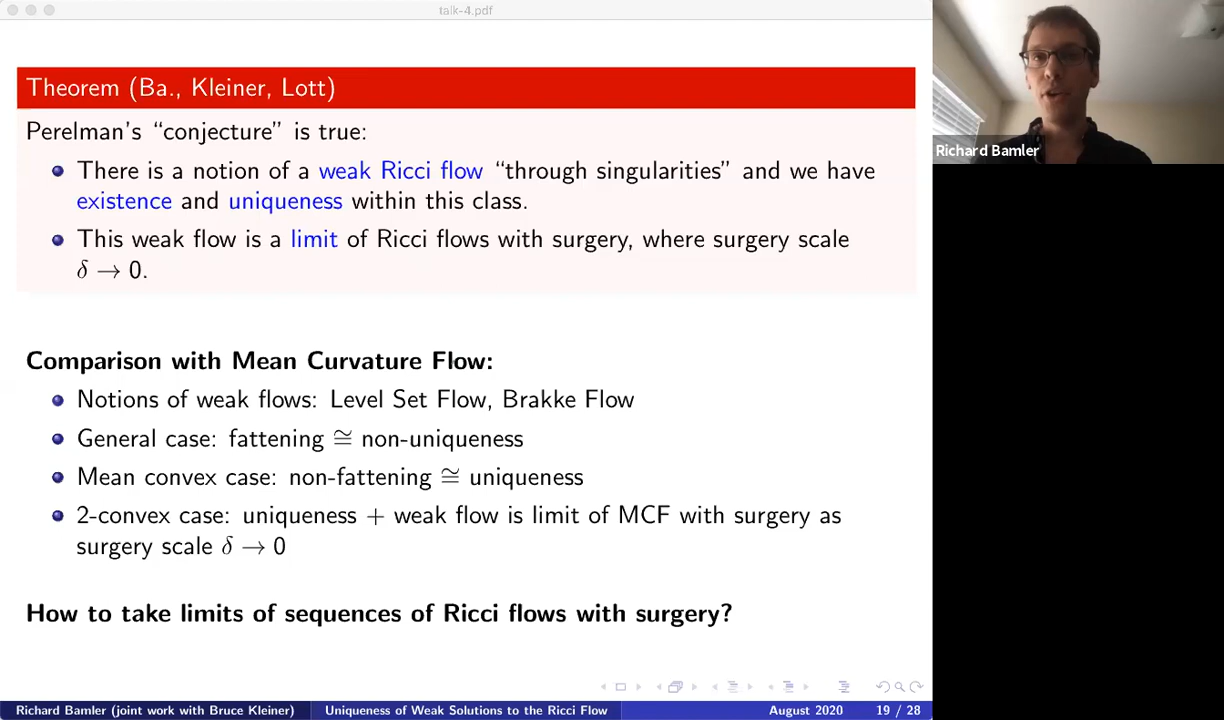 talk-4.pdf
Theorem (Ba., Kleiner, Lott)
Perelman's “conjecture” is true:
There is a notion of a weak Ricci flow “through singularities” and we have
existence and uniqueness within this class.
This weak flow is a limit of Ricci flows with surgery, where surgery scale
δ → 0.
Comparison with Mean Curvature Flow:
Notions of weak flows: Level Set Flow, Brakke Flow
General case: fattening ≅ non-uniqueness
Mean convex case: non-fattening ≅ uniqueness
2-convex case: uniqueness + weak flow is limit of MCF with surgery as
surgery scale δ → 0
How to take limits of sequences of Ricci flows with surgery?
Richard Bamler (joint work with Bruce Kleiner) Uniqueness of Weak Solutions to the Ricci Flow August 2020 19 / 28
Richard Bamler